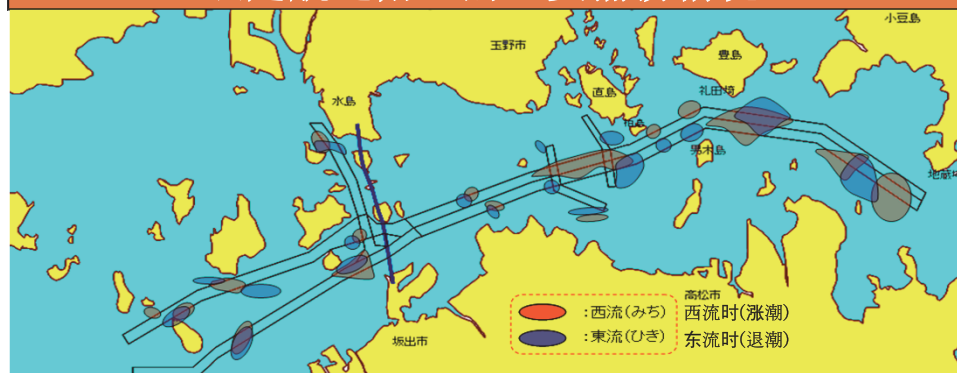 小豆島
玉野市
豊島
水島
直島
礼田埼
柏島
男木島
地蔵埼
高松市
:西流(みち) 西流时(涨潮)
:東流(ひき) 东流时(退潮)
坂出市